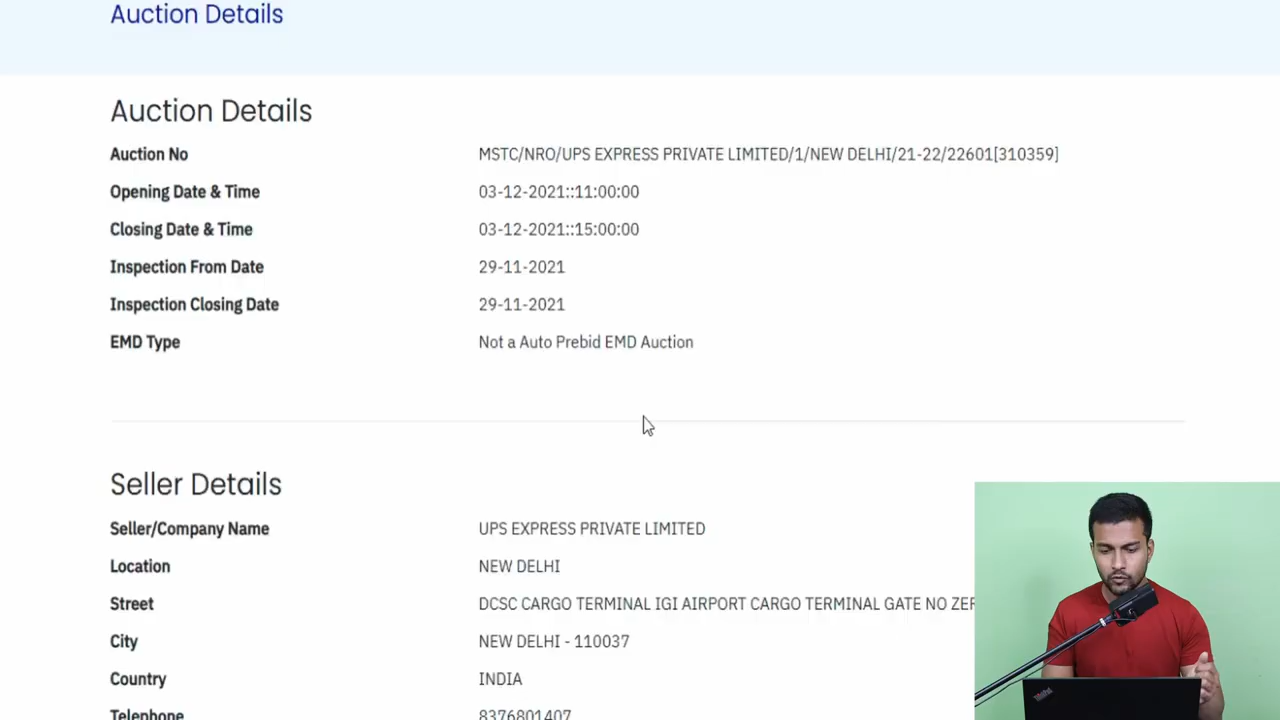 Auction Details
Auction Details
Auction No MSTC/NRO/UPS EXPRESS PRIVATE LIMITED/1/NEW DELHI/21-22/22601[310359]
Opening Date & Time 03-12-2021::11:00:00
Closing Date & Time 03-12-2021::15:00:00
Inspection From Date 29-11-2021
Inspection Closing Date 29-11-2021
EMD Type Not a Auto Prebid EMD Auction
Seller Details
Seller/Company Name UPS EXPRESS PRIVATE LIMITED
Location NEW DELHI
Street DCSC CARGO TERMINAL IGI AIRPORT CARGO TERMINAL GATE NO
City NEW DELHI - 110037
Country INDIA
Telephone 8376801407
ThinkPad